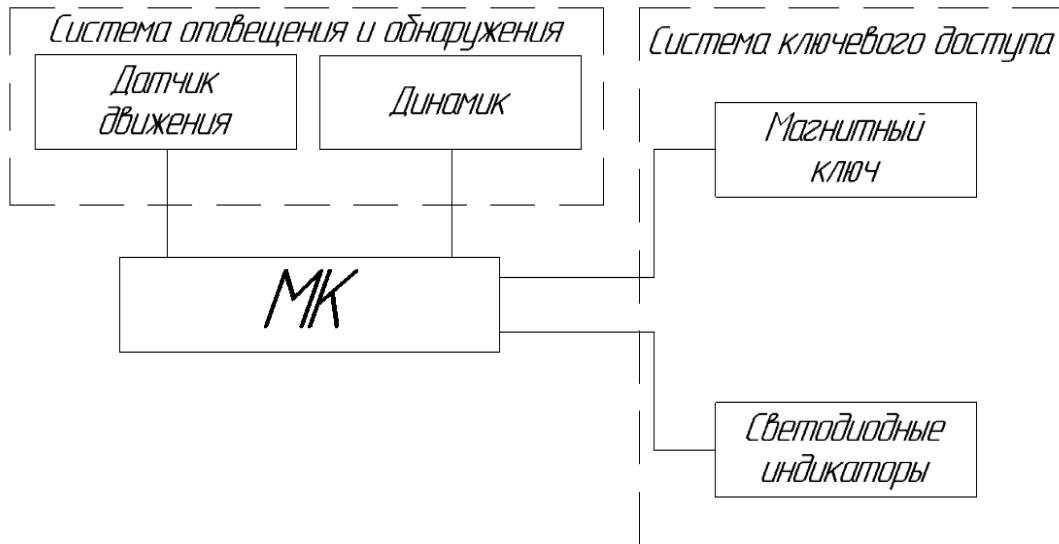 Система оповещения и обнаружения
Датчик
движения
Динамик
МК
Система ключевого доступа
Магнитный
ключ
Светодиодные
индикаторы